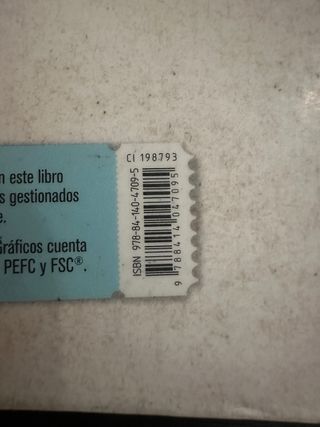 n este libro
s gestionados
e.
Gráficos cuenta
PEFC y FSC®.
CI 198793
ISBN 978-84-140-4709-5
9 788414 047095